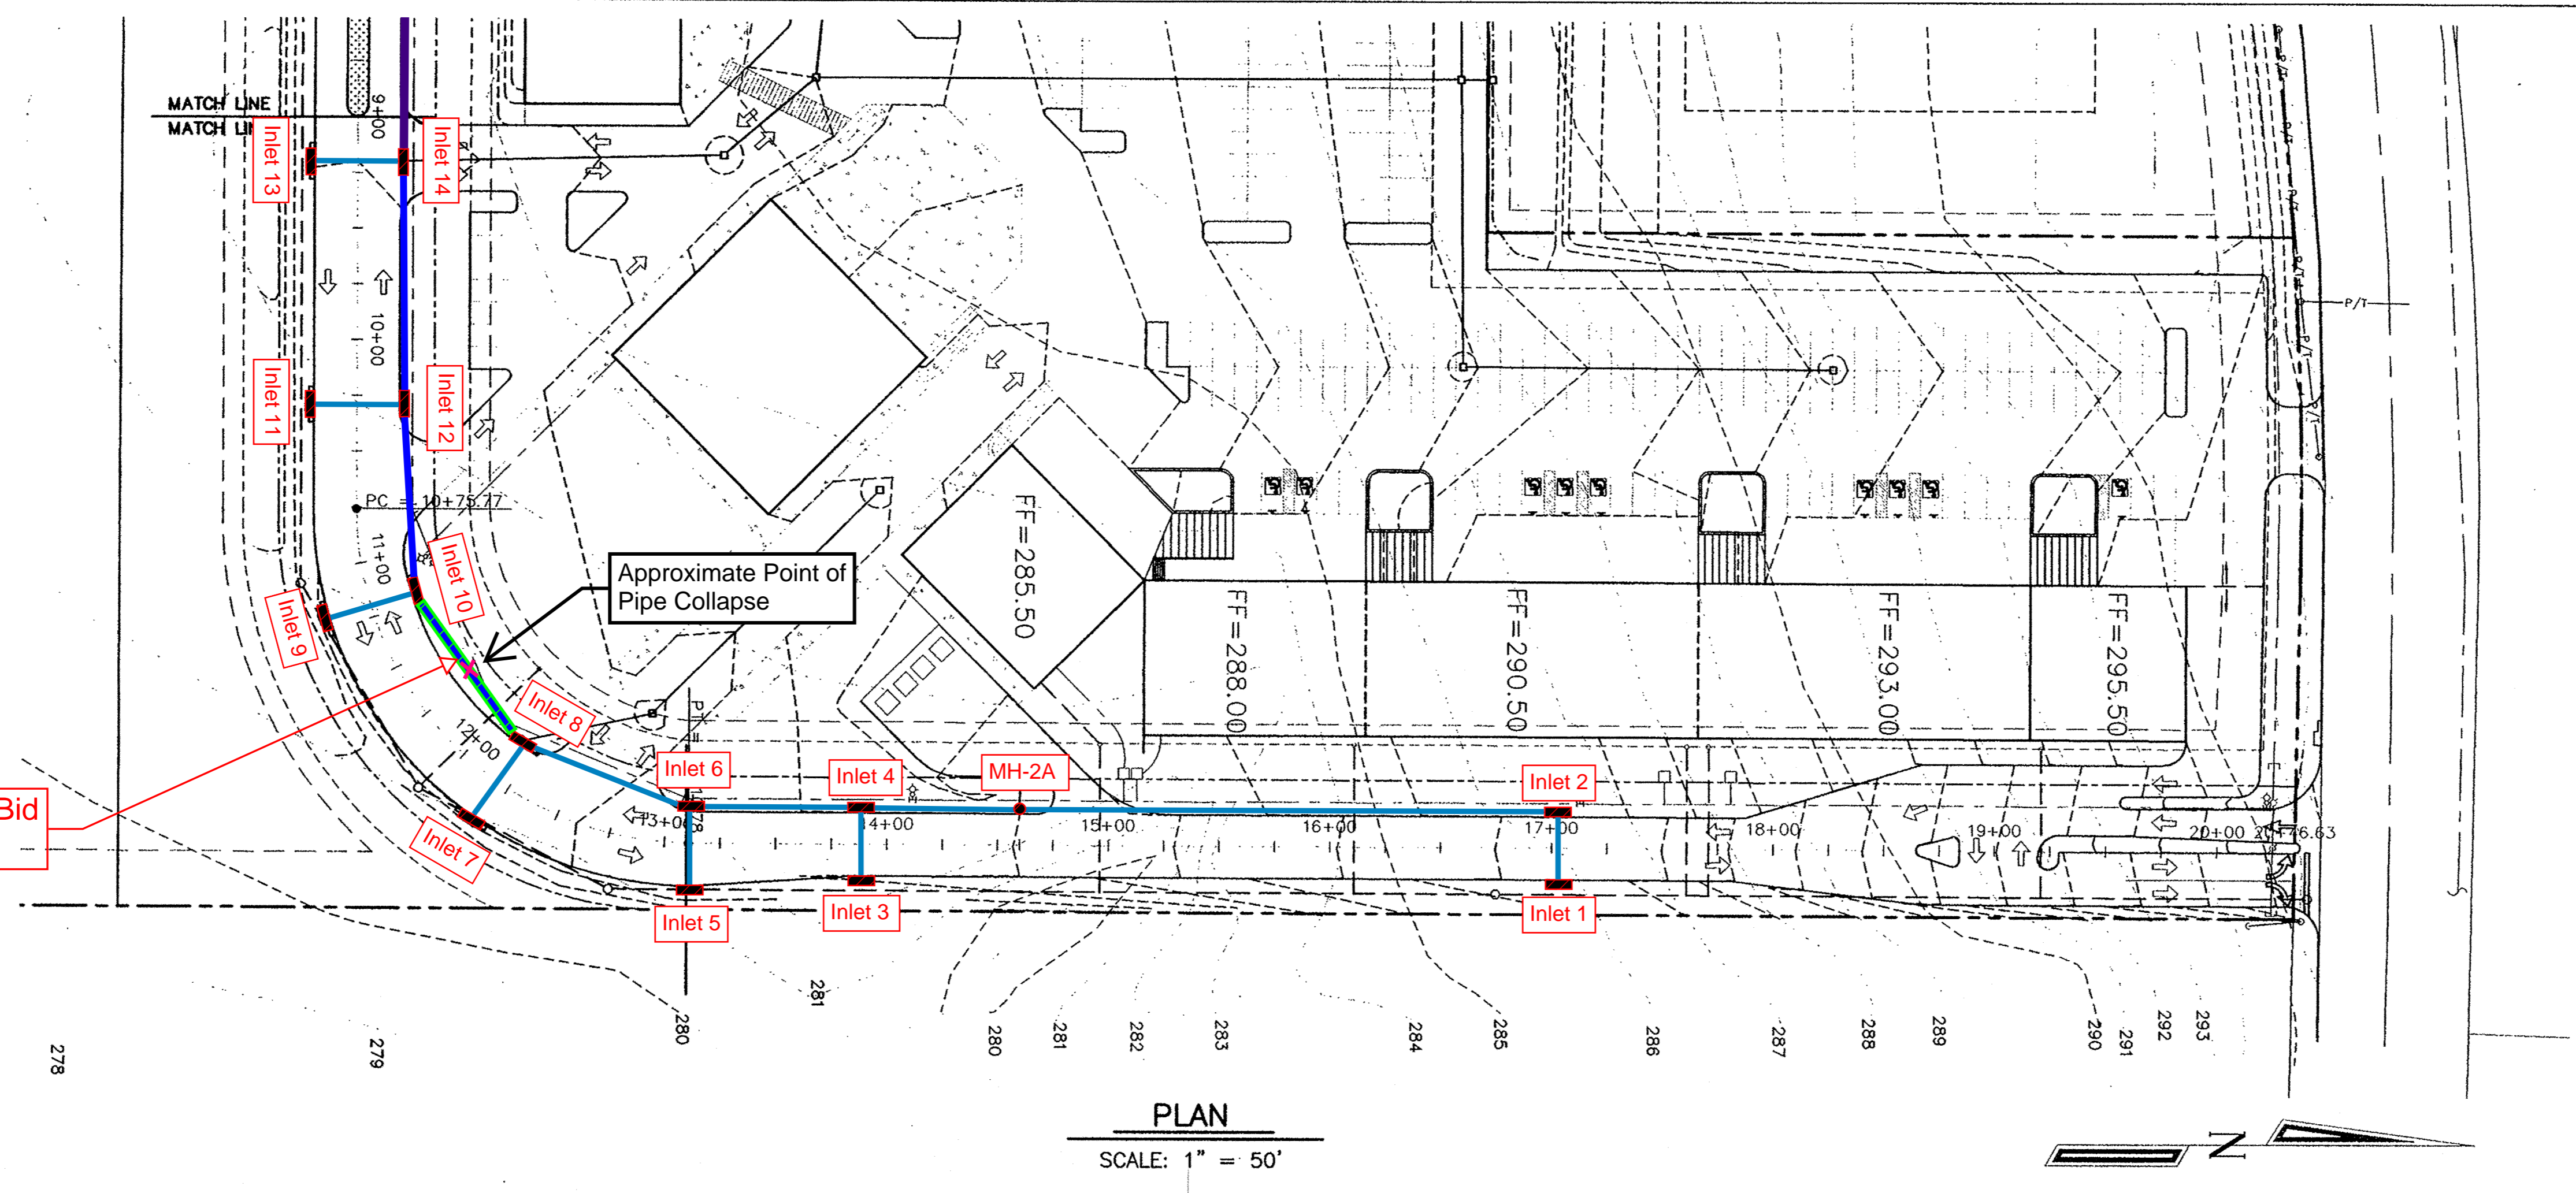 MATCH LINE
MATCH LI
9+00
Inlet 13
Inlet 14
10+00
Inlet 11
Inlet 12
PC = 10+75.77
11+00
Inlet 10
Inlet 9
Approximate Point of
Pipe Collapse
Inlet 8
12+00
Inlet 7
Bid
Inlet 6
Inlet 4
MH-2A
Inlet 2
14+00
15+00
16+00
17+00
18+00
19+00
20+00
Inlet 5
Inlet 3
Inlet 1
FF=285.50
FF=288.00
FF=290.50
FF=293.00
FF=295.50
P/T
P/T
P/T
P/T
P/T
P/T
P/T
278
279
280
281
280
281
282
283
284
285
286
287
288
289
290
291
292
293
PLAN
SCALE: 1" = 50'
N